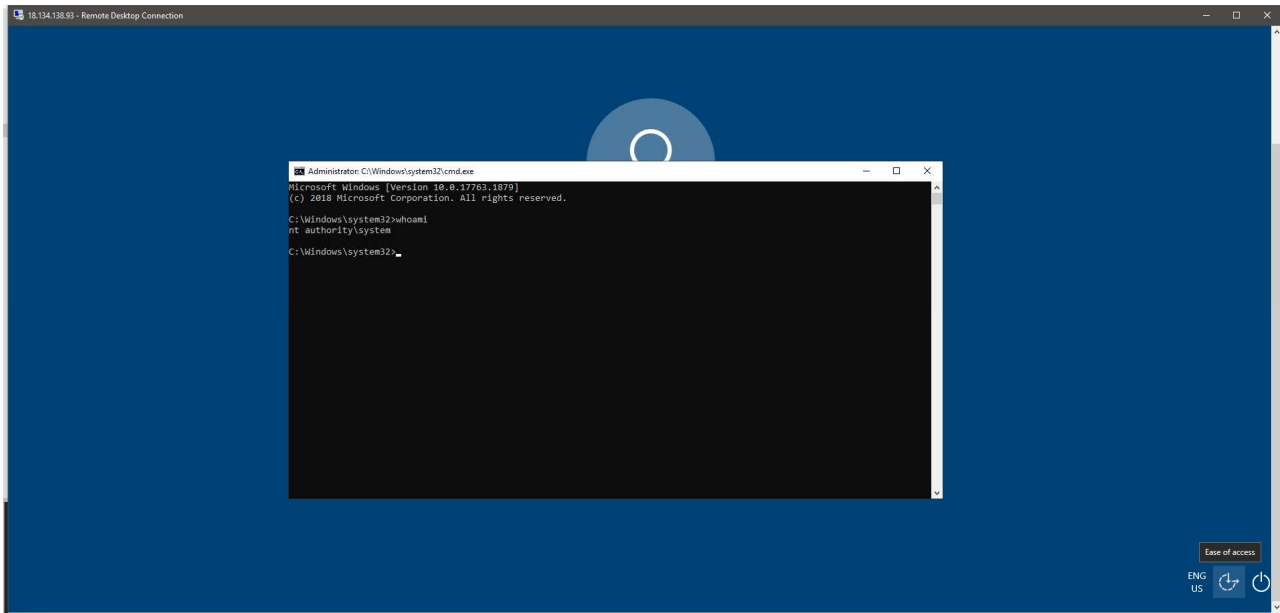 18.134.138.93 - Remote Desktop Connection
Administrator: C:\Windows\system32\cmd.exe
Microsoft Windows [Version 10.0.17763.1879]
(c) 2018 Microsoft Corporation. All rights reserved.
C:\Windows\system32>whoami
nt authority\system
C:\Windows\system32>
Ease of access
ENG
US